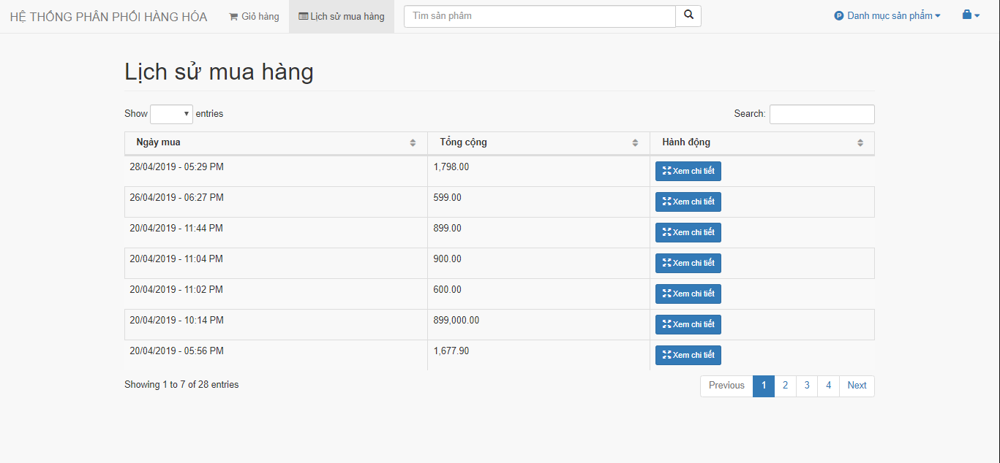 HỆ THỐNG PHÂN PHỐI HÀNG HÓA Giỏ hàng Lịch sử mua hàng Tìm sản phẩm P Danh mục sản phẩm
Lịch sử mua hàng
Show entries Search:
Ngày mua Tổng cộng Hành động
28/04/2019 - 05:29 PM 1,798.00 Xem chi tiết
26/04/2019 - 06:27 PM 599.00 Xem chi tiết
20/04/2019 - 11:44 PM 899.00 Xem chi tiết
20/04/2019 - 11:04 PM 900.00 Xem chi tiết
20/04/2019 - 11:02 PM 600.00 Xem chi tiết
20/04/2019 - 10:14 PM 899,000.00 Xem chi tiết
20/04/2019 - 05:56 PM 1,677.90 Xem chi tiết
Showing 1 to 7 of 28 entries Previous 1 2 3 4 Next